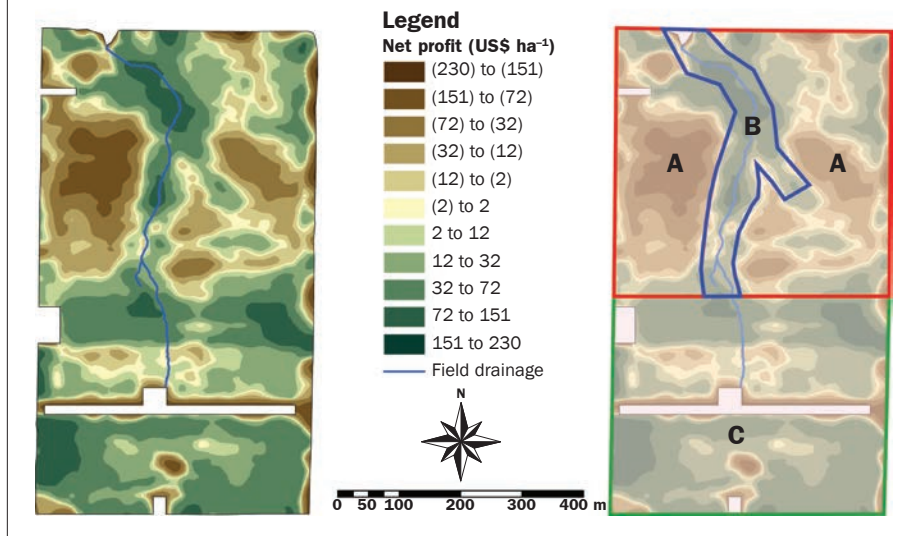 Legend
Net profit (US$ ha⁻¹)
(230) to (151)
(151) to (72)
(72) to (32)
(32) to (12)
(12) to (2)
(2) to 2
2 to 12
12 to 32
32 to 72
72 to 151
151 to 230
Field drainage
N
0 50 100 200 300 400 m
B
A A
C